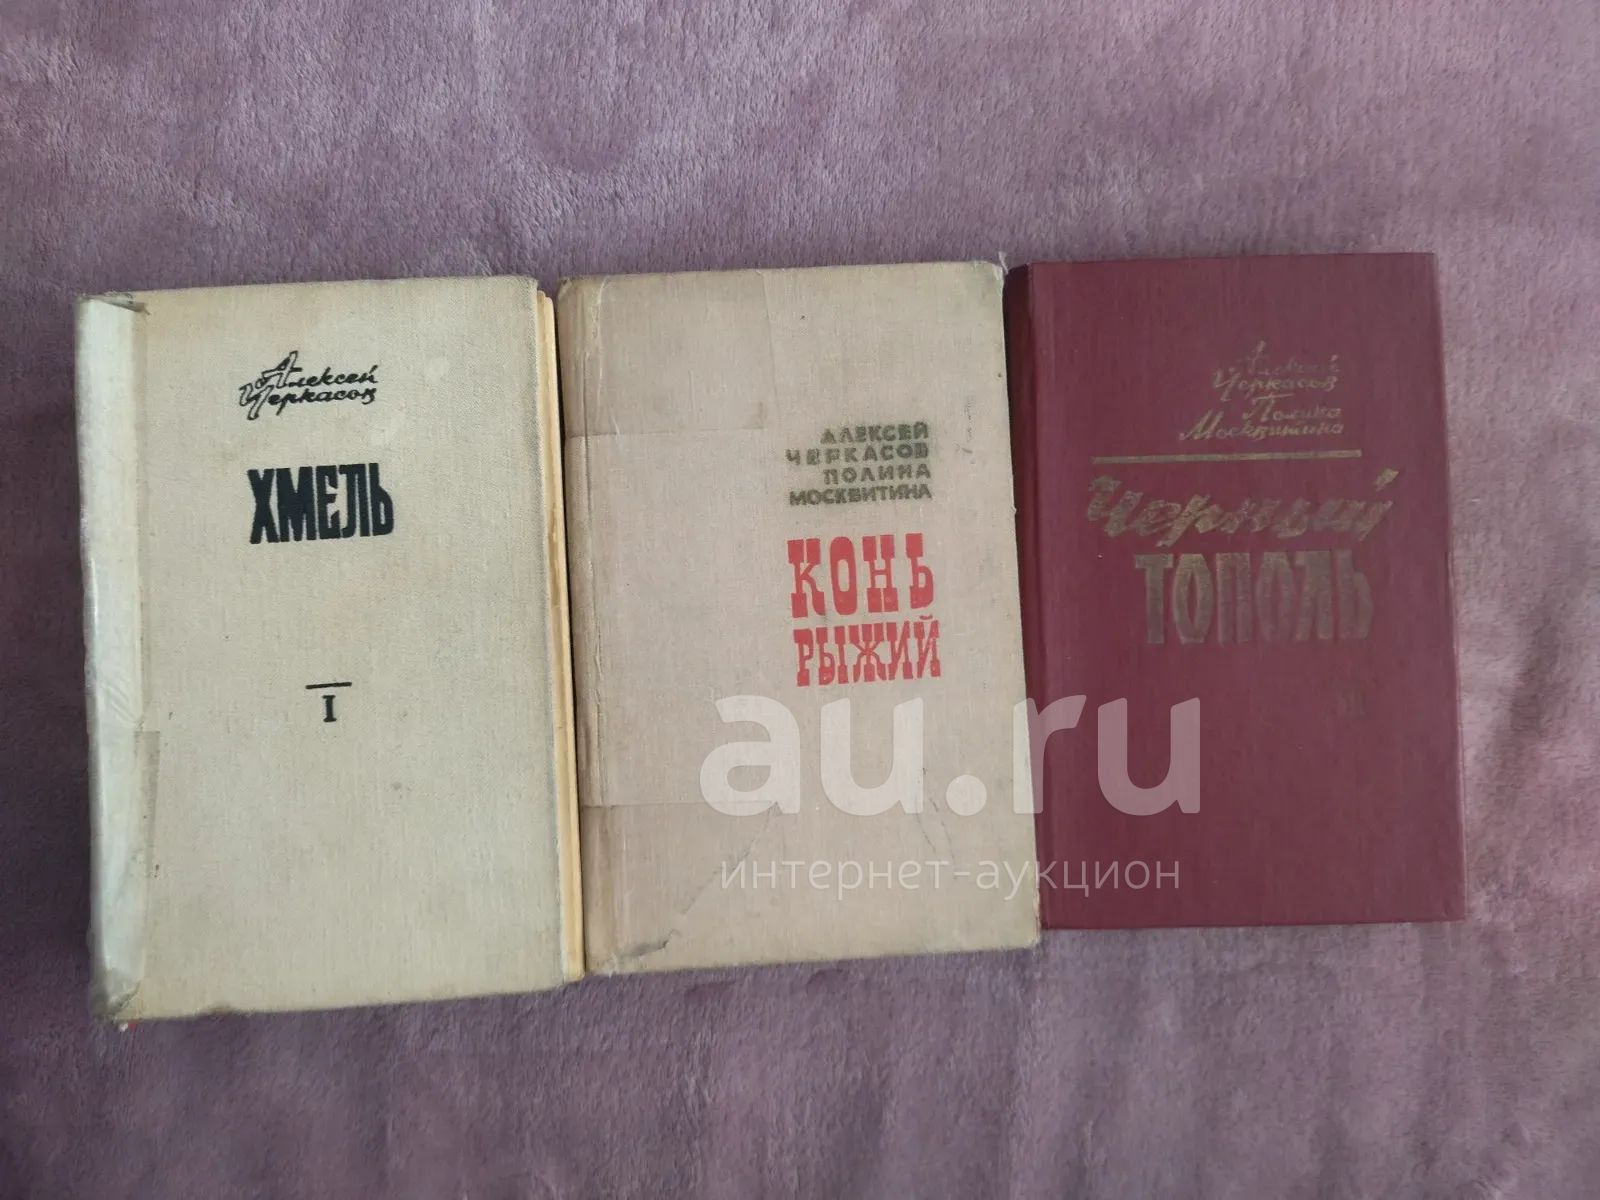 Алексей
Черкасов
ХМЕЛЬ
I
АЛЕКСЕЙ
ЧЕРКАСОВ
ПОЛИНА
МОСКВИТИНА
КОНЬ
РЫЖИЙ
Алексей
Черкасов
Полина
Москвитина
Черный
ТОПОЛЬ
au.ru
интернет-аукцион